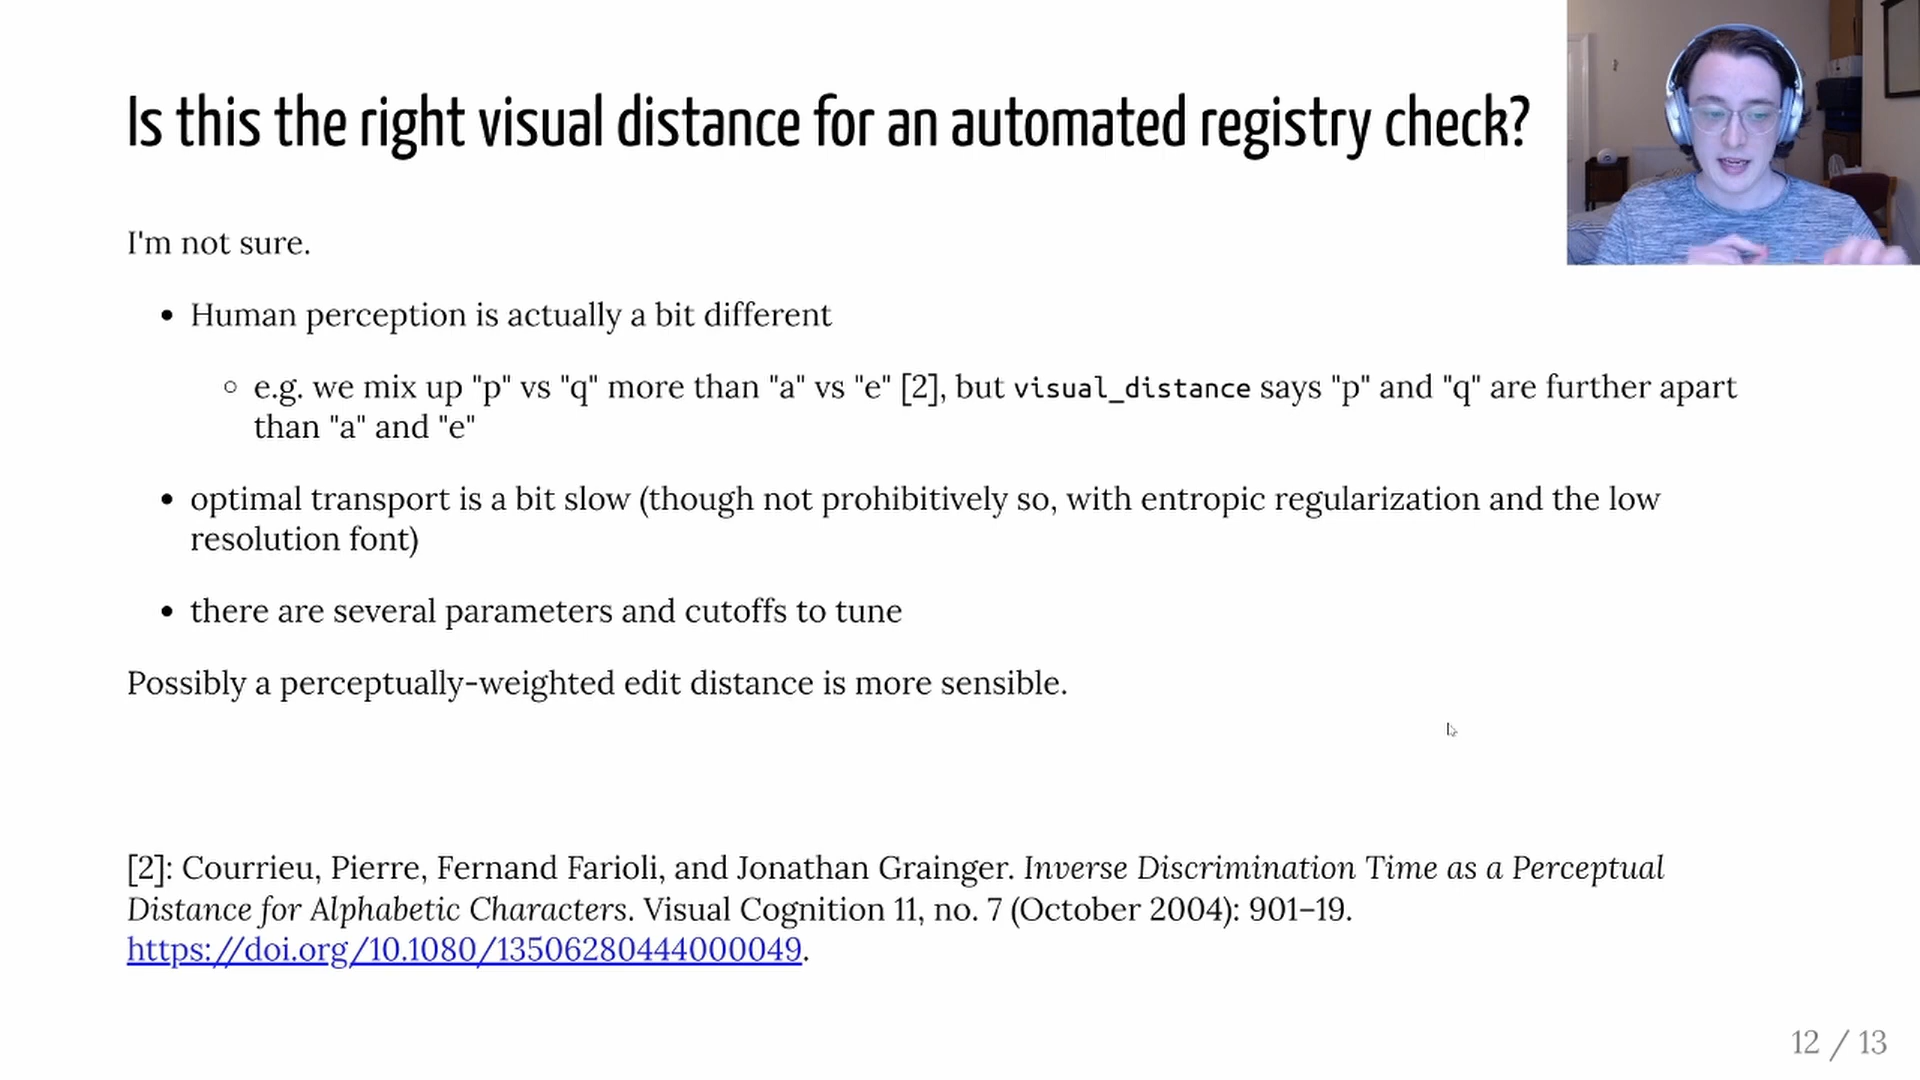 Is this the right visual distance for an automated registry check?
I'm not sure.
• Human perception is actually a bit different
◦ e.g. we mix up "p" vs "q" more than "a" vs "e" [2], but visual_distance says "p" and "q" are further apart
than "a" and "e"
• optimal transport is a bit slow (though not prohibitively so, with entropic regularization and the low
resolution font)
• there are several parameters and cutoffs to tune
Possibly a perceptually-weighted edit distance is more sensible.
[2]: Courrieu, Pierre, Fernand Farioli, and Jonathan Grainger. Inverse Discrimination Time as a Perceptual
Distance for Alphabetic Characters. Visual Cognition 11, no. 7 (October 2004): 901–19.
https://doi.org/10.1080/13506280444000049.
12 / 13